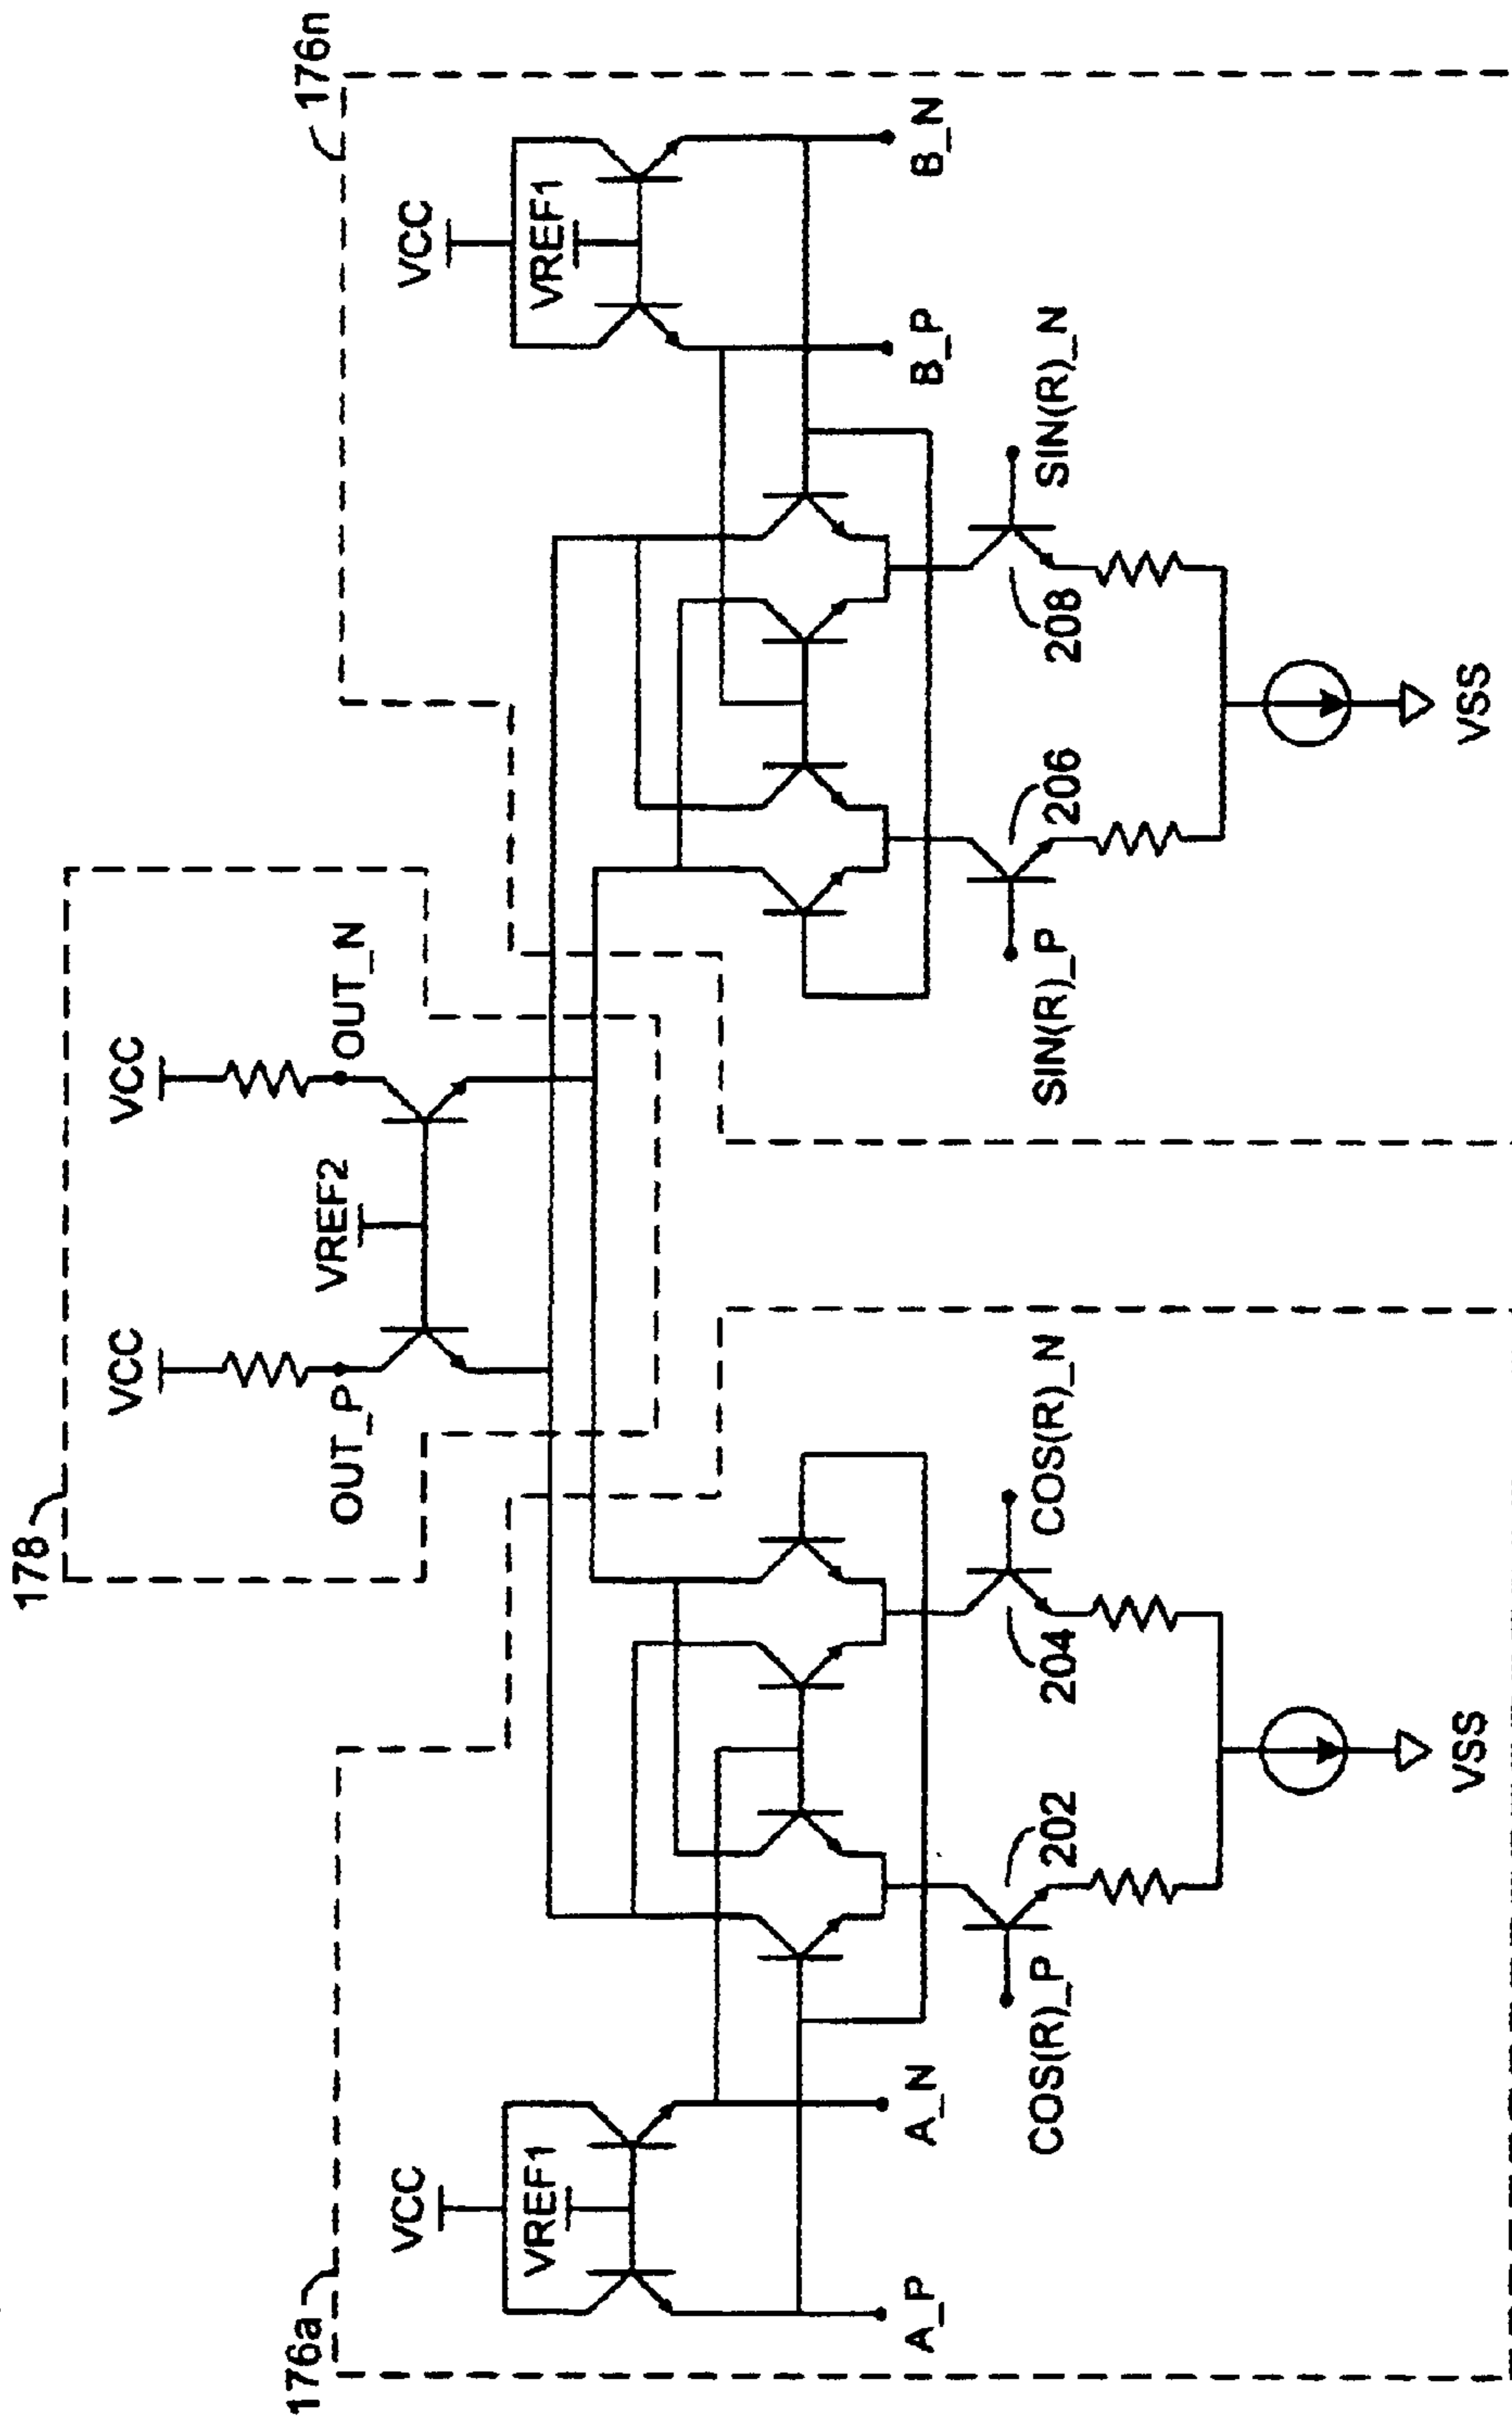 178
VCC
VCC
OUT_P
VREF2
OUT_N
176a
VCC
VREF1
A_P
A_N
COS(R)_P
202
204
COS(R)_N
VSS
176n
VCC
VREF1
B_P
B_N
SIN(R)_P
206
208
SIN(R)_N
VSS